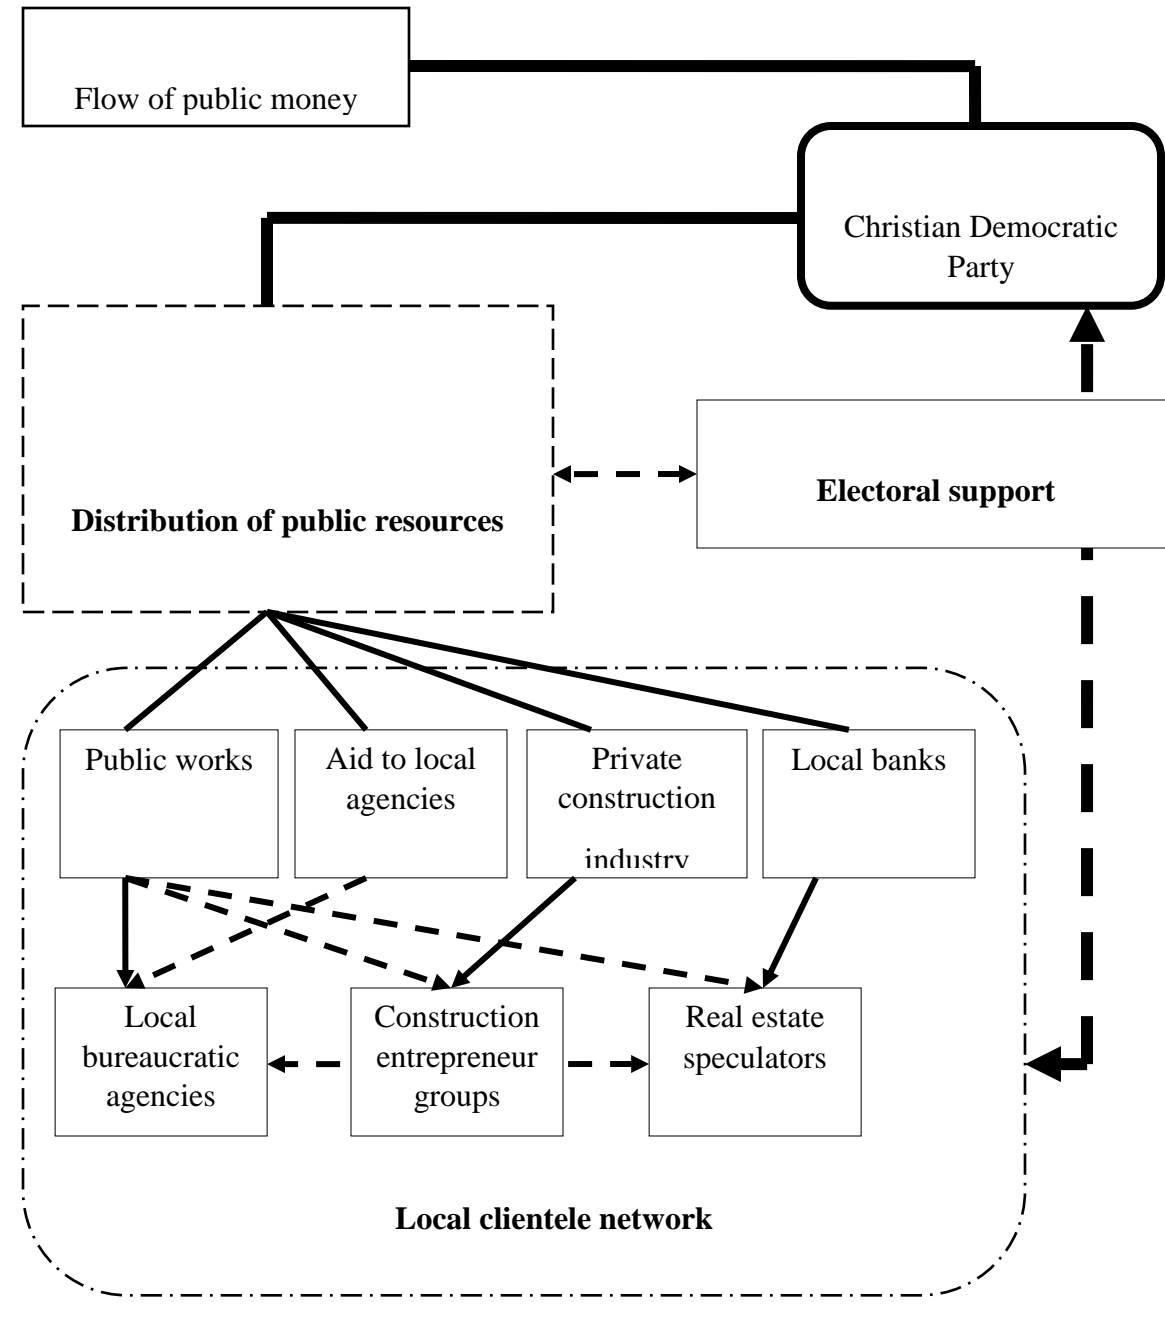 Flow of public money
Christian Democratic
Party
Electoral support
Distribution of public resources
Public works
Aid to local
agencies
Private
construction
industry
Local banks
Local
bureaucratic
agencies
Construction
entrepreneur
groups
Real estate
speculators
Local clientele network